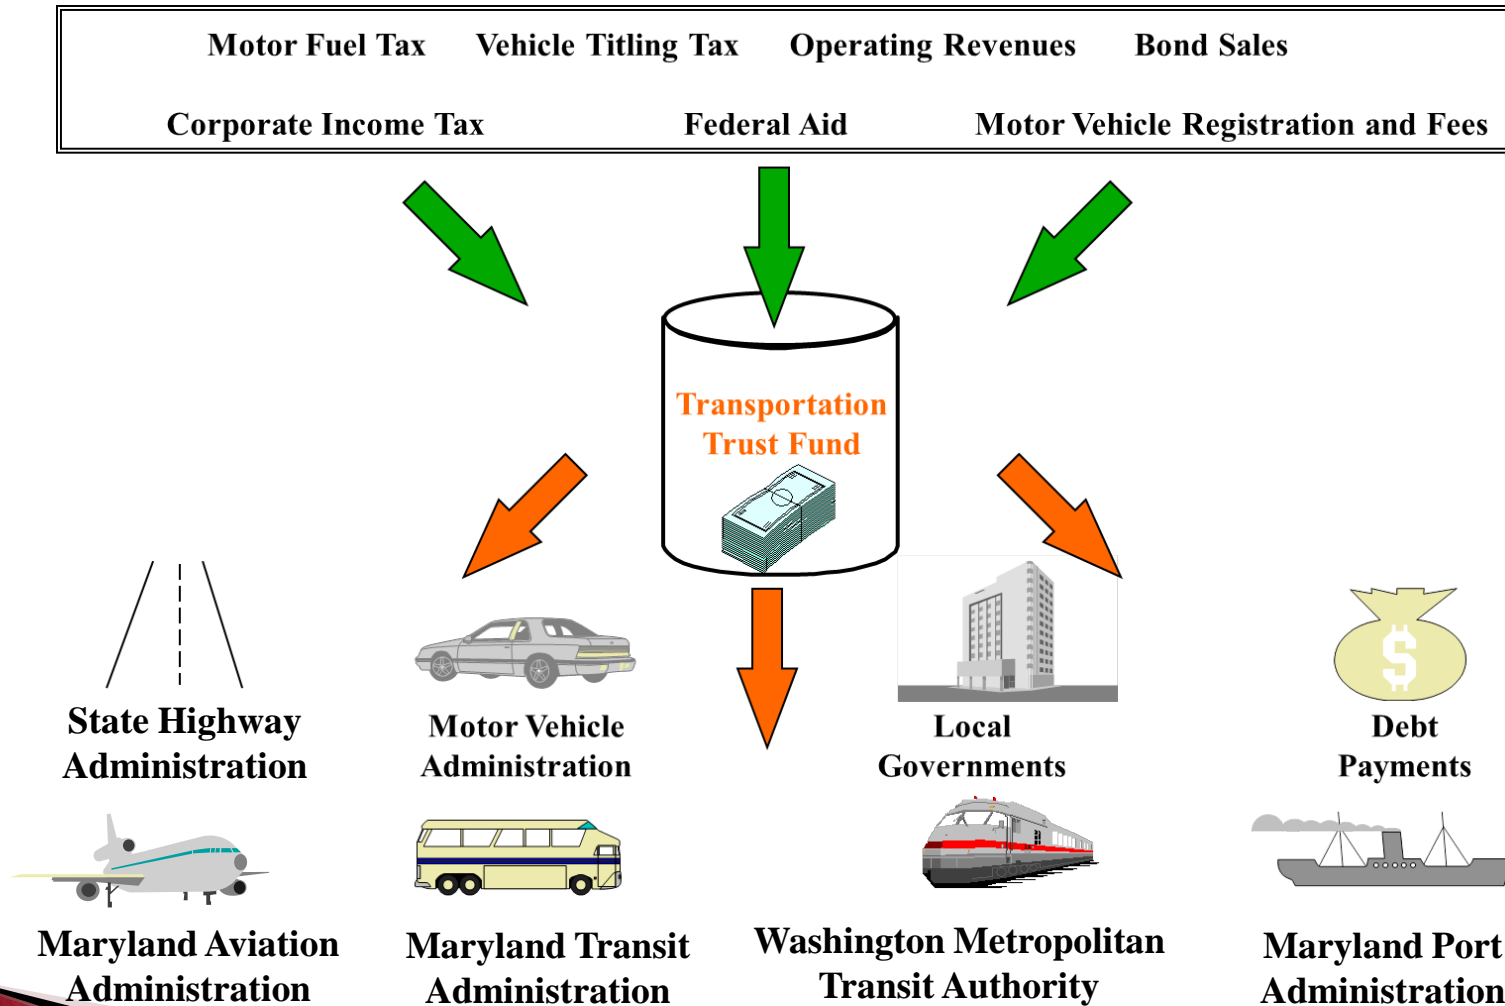 Motor Fuel Tax Vehicle Titling Tax Operating Revenues Bond Sales
Corporate Income Tax Federal Aid Motor Vehicle Registration and Fees
Transportation
Trust Fund
State Highway
Administration
Motor Vehicle
Administration
Local
Governments
$
Debt
Payments
Maryland Aviation
Administration
Maryland Transit
Administration
Washington Metropolitan
Transit Authority
Maryland Port
Administration